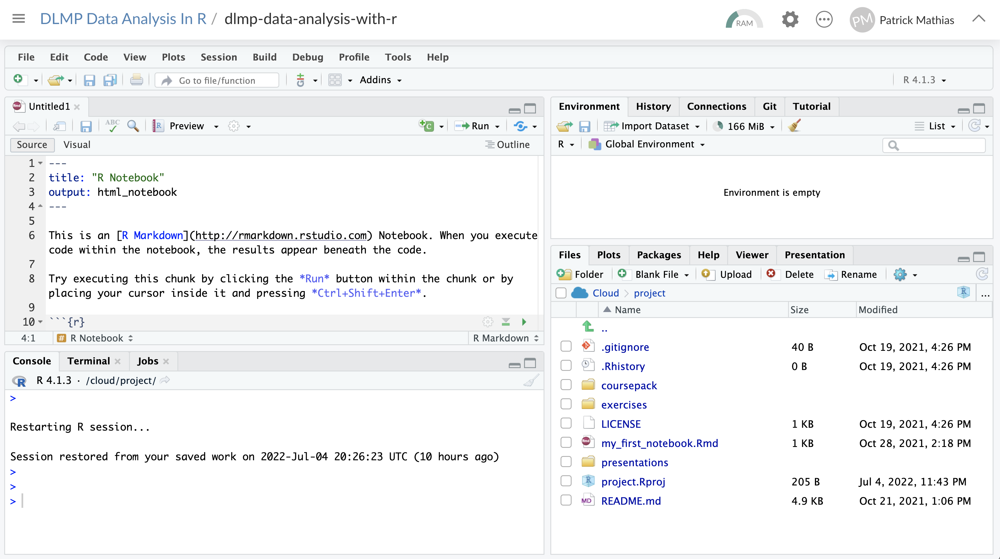 DLMP Data Analysis In R / dlmp-data-analysis-with-r
RAM
PM
Patrick Mathias
File Edit Code View Plots Session Build Debug Profile Tools Help
Go to file/function
Addins
R 4.1.3
Untitled1
ABC
R
Preview
C
Run
Source
Visual
Outline
1 ---
2 title: "R Notebook"
3 output: html_notebook
4 ---
5
6 This is an [R Markdown](http://rmarkdown.rstudio.com) Notebook. When you execute
code within the notebook, the results appear beneath the code.
7
8 Try executing this chunk by clicking the *Run* button within the chunk or by
placing your cursor inside it and pressing *Ctrl+Shift+Enter*.
9
10 ```{r}
4:1
# R Notebook
R Markdown
Console Terminal Jobs
R 4.1.3 · /cloud/project/
>
Restarting R session...
Session restored from your saved work on 2022-Jul-04 20:26:23 UTC (10 hours ago)
>
>
>
Environment History Connections Git Tutorial
Import Dataset
166 MiB
List
R
Global Environment
Environment is empty
Files Plots Packages Help Viewer Presentation
Folder Blank File Upload Delete Rename
Cloud project
R
...
Name Size Modified
..
.gitignore 40 B Oct 19, 2021, 4:26 PM
.Rhistory 0 B Oct 19, 2021, 4:26 PM
coursepack
exercises
LICENSE 1 KB Oct 19, 2021, 4:26 PM
Rmd my_first_notebook.Rmd 1 KB Oct 28, 2021, 2:18 PM
presentations
R project.Rproj 205 B Jul 4, 2022, 11:43 PM
MD README.md 4.9 KB Oct 21, 2021, 1:06 PM